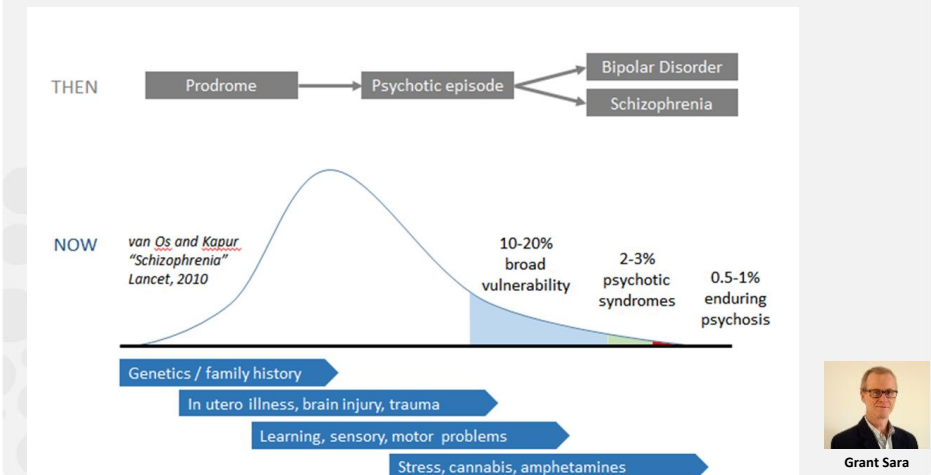 THEN
Prodrome
Psychotic episode
Bipolar Disorder
Schizophrenia
NOW
van Os and Kapur
"Schizophrenia"
Lancet, 2010
10-20%
broad
vulnerability
2-3%
psychotic
syndromes
0.5-1%
enduring
psychosis
Genetics / family history
In utero illness, brain injury, trauma
Learning, sensory, motor problems
Stress, cannabis, amphetamines
Grant Sara